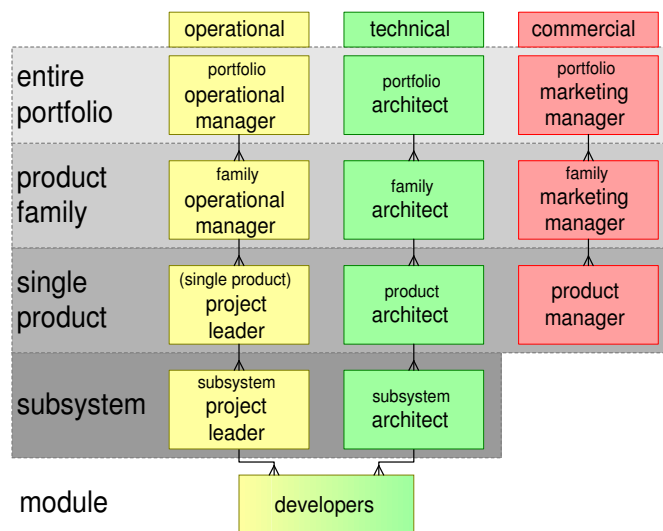 operational
technical
commercial
entire
portfolio
portfolio
operational
manager
portfolio
architect
portfolio
marketing
manager
product
family
family
operational
manager
family
architect
family
marketing
manager
single
product
(single product)
project
leader
product
architect
product
manager
subsystem
subsystem
project
leader
subsystem
architect
module
developers